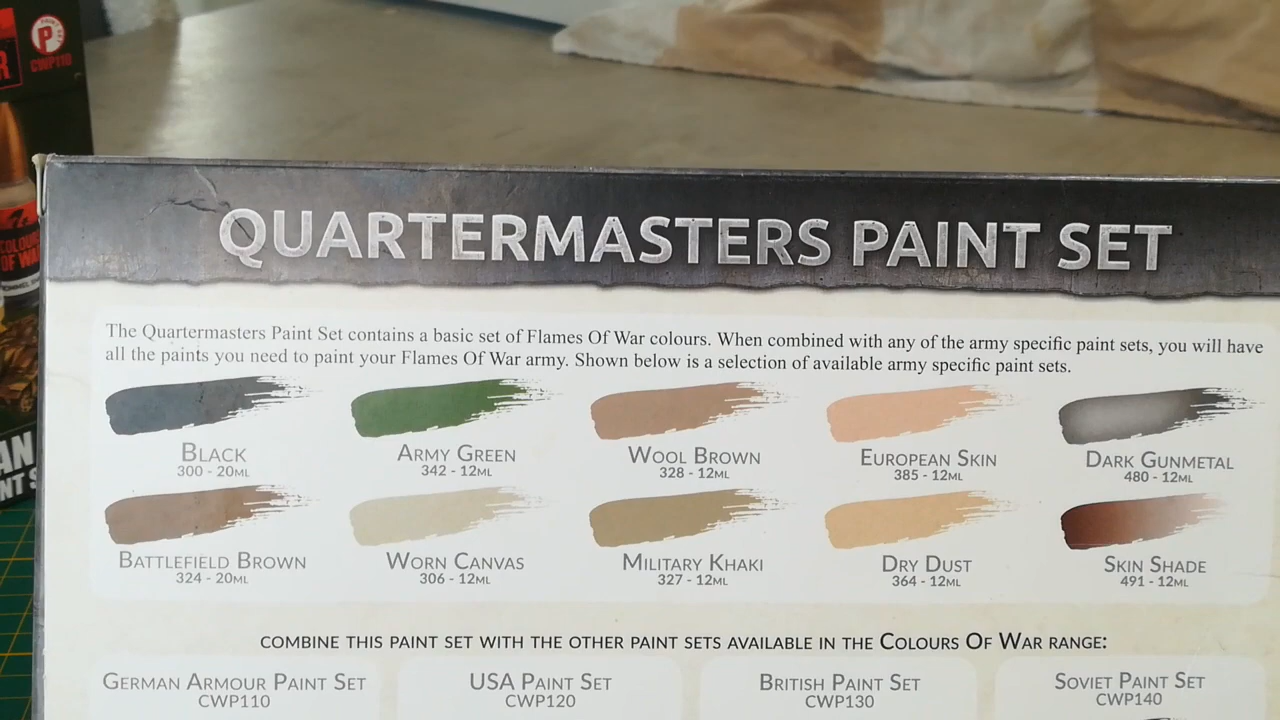 P
CWP110
COLOUR
OF WA
QUARTERMASTERS PAINT SET
The Quartermasters Paint Set contains a basic set of Flames Of War colours. When combined with any of the army specific paint sets, you will have
all the paints you need to paint your Flames Of War army. Shown below is a selection of available army specific paint sets.
BLACK
300 - 20ML
ARMY GREEN
342 - 12ML
WOOL BROWN
328 - 12ML
EUROPEAN SKIN
385 - 12ML
DARK GUNMETAL
480 - 12ML
BATTLEFIELD BROWN
324 - 20ML
WORN CANVAS
306 - 12ML
MILITARY KHAKI
327 - 12ML
DRY DUST
364 - 12ML
SKIN SHADE
491 - 12ML
COMBINE THIS PAINT SET WITH THE OTHER PAINT SETS AVAILABLE IN THE COLOURS OF WAR RANGE:
GERMAN ARMOUR PAINT SET
CWP110
USA PAINT SET
CWP120
BRITISH PAINT SET
CWP130
SOVIET PAINT SET
CWP140